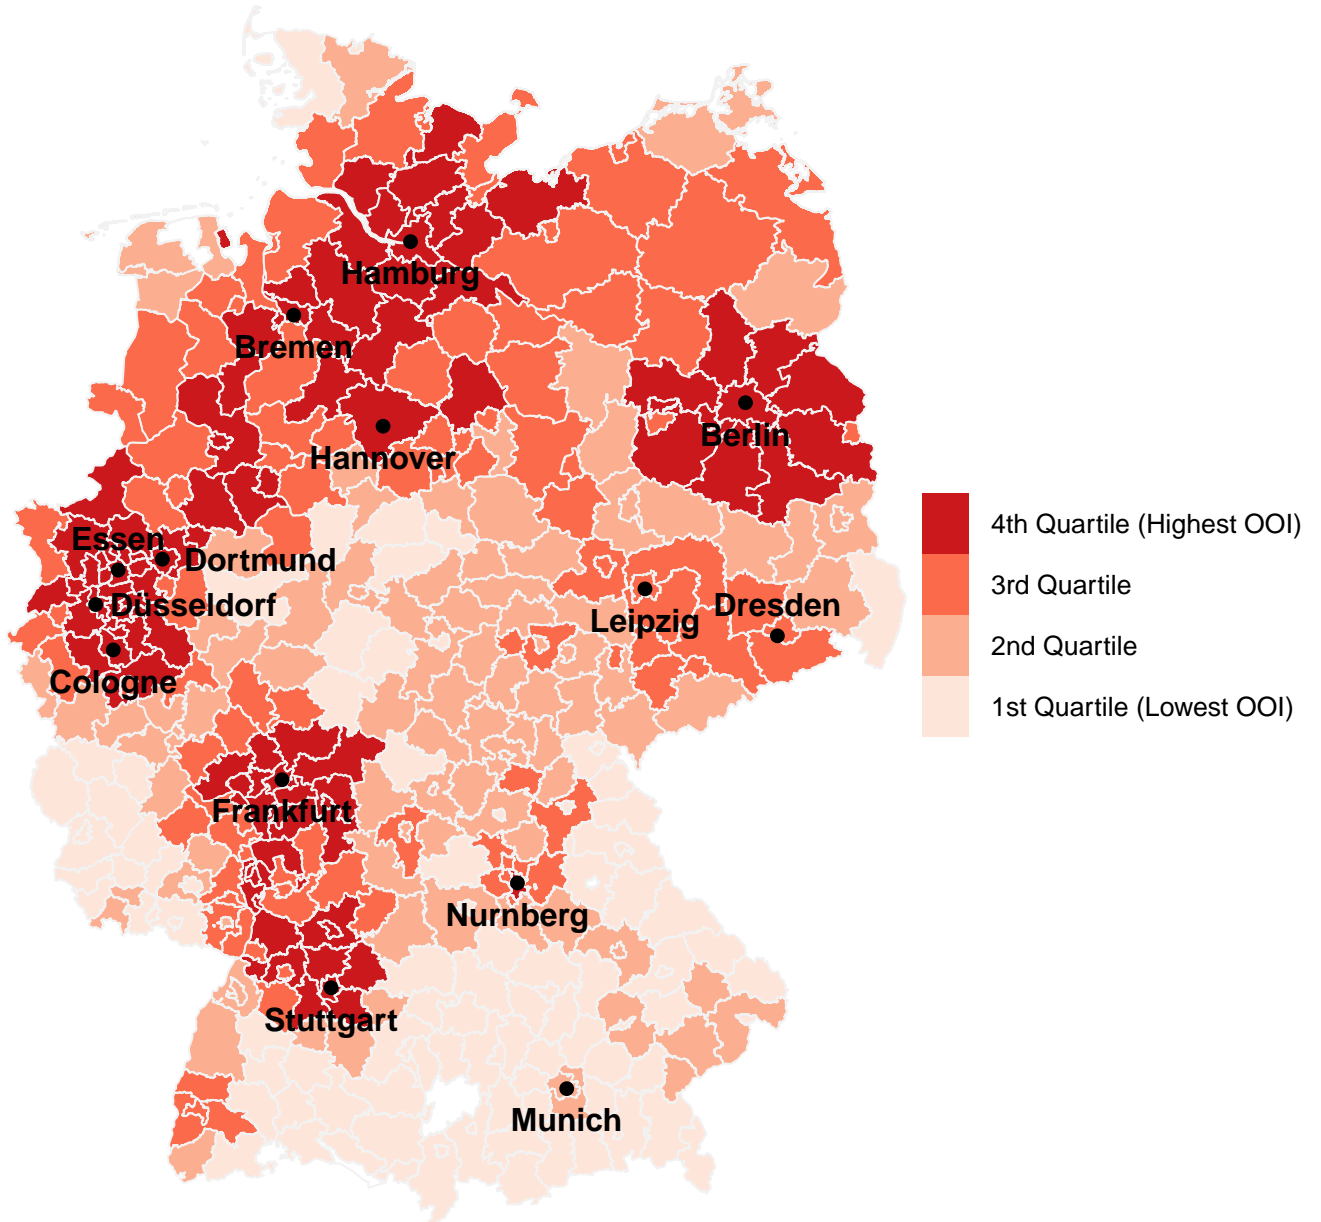 Hamburg
Bremen
Berlin
Hannover
4th Quartile (Highest OOI)
Essen
Dortmund
3rd Quartile
Düsseldorf
Dresden
Leipzig
2nd Quartile
Cologne
1st Quartile (Lowest OOI)
Frankfurt
Nurnberg
Stuttgart
Munich